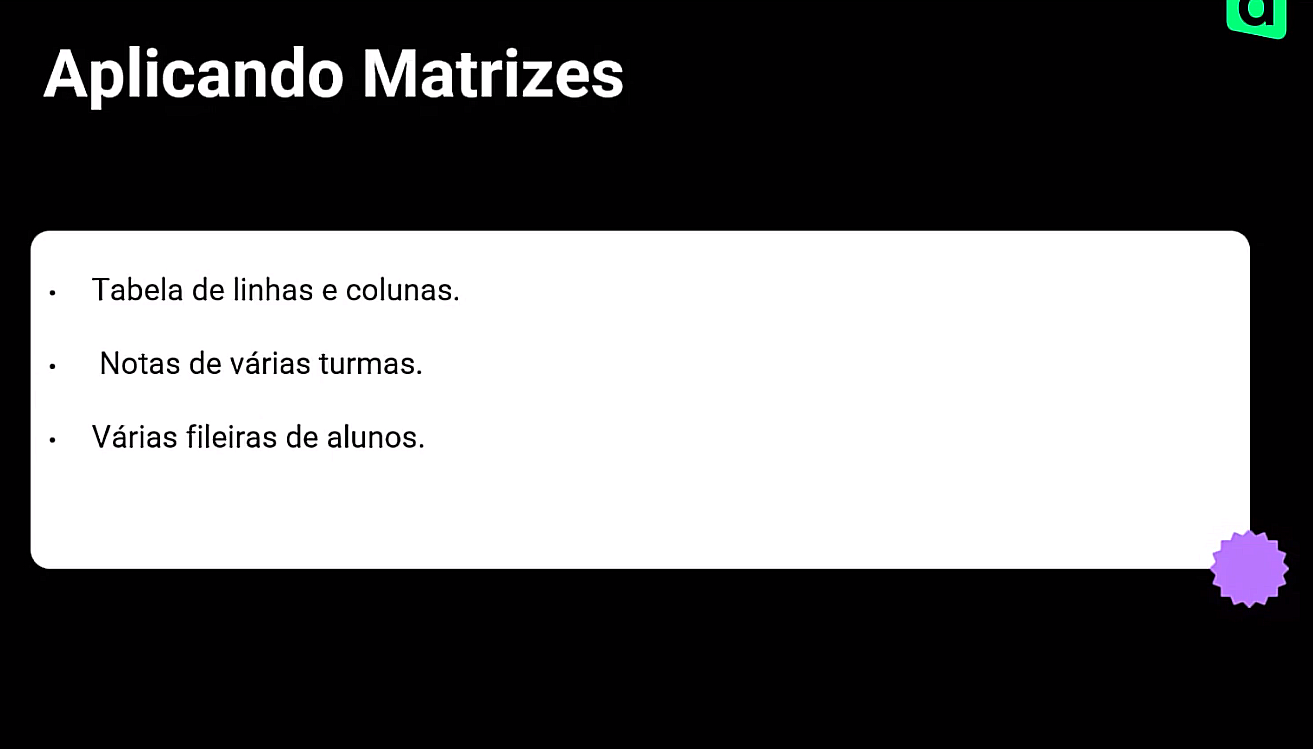 Aplicando Matrizes
• Tabela de linhas e colunas.
• Notas de várias turmas.
• Várias fileiras de alunos.